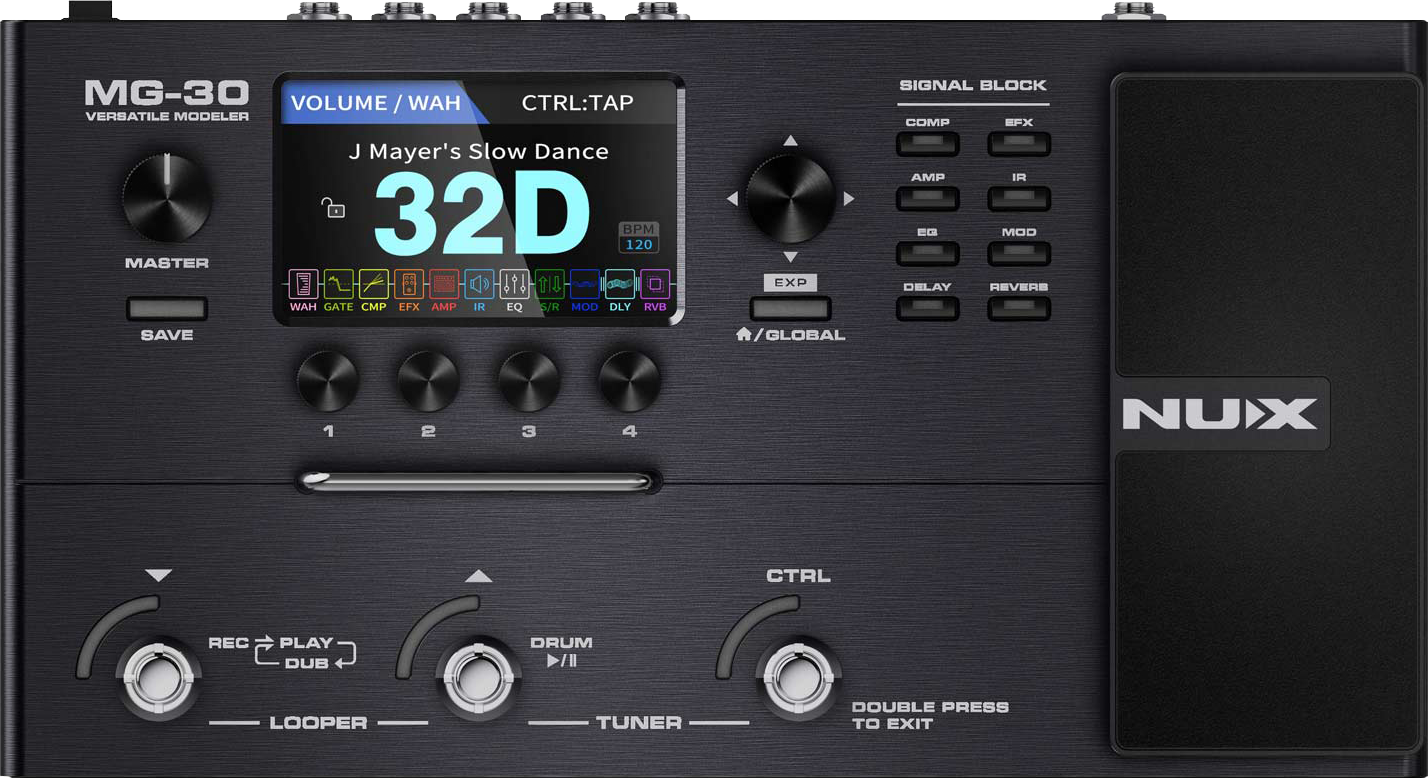 MG-30
VERSATILE MODELER
MASTER
SAVE
VOLUME / WAH
CTRL:TAP
J Mayer's Slow Dance
32D
BPM
120
WAH GATE CMP EFX AMP IR EQ S/R MOD DLY RVB
1 2 3 4
EXP
/GLOBAL
SIGNAL BLOCK
COMP EFX
AMP IR
EQ MOD
DELAY REVERB
NUX
CTRL
REC PLAY
DUB
DRUM
LOOPER
TUNER
DOUBLE PRESS
TO EXIT